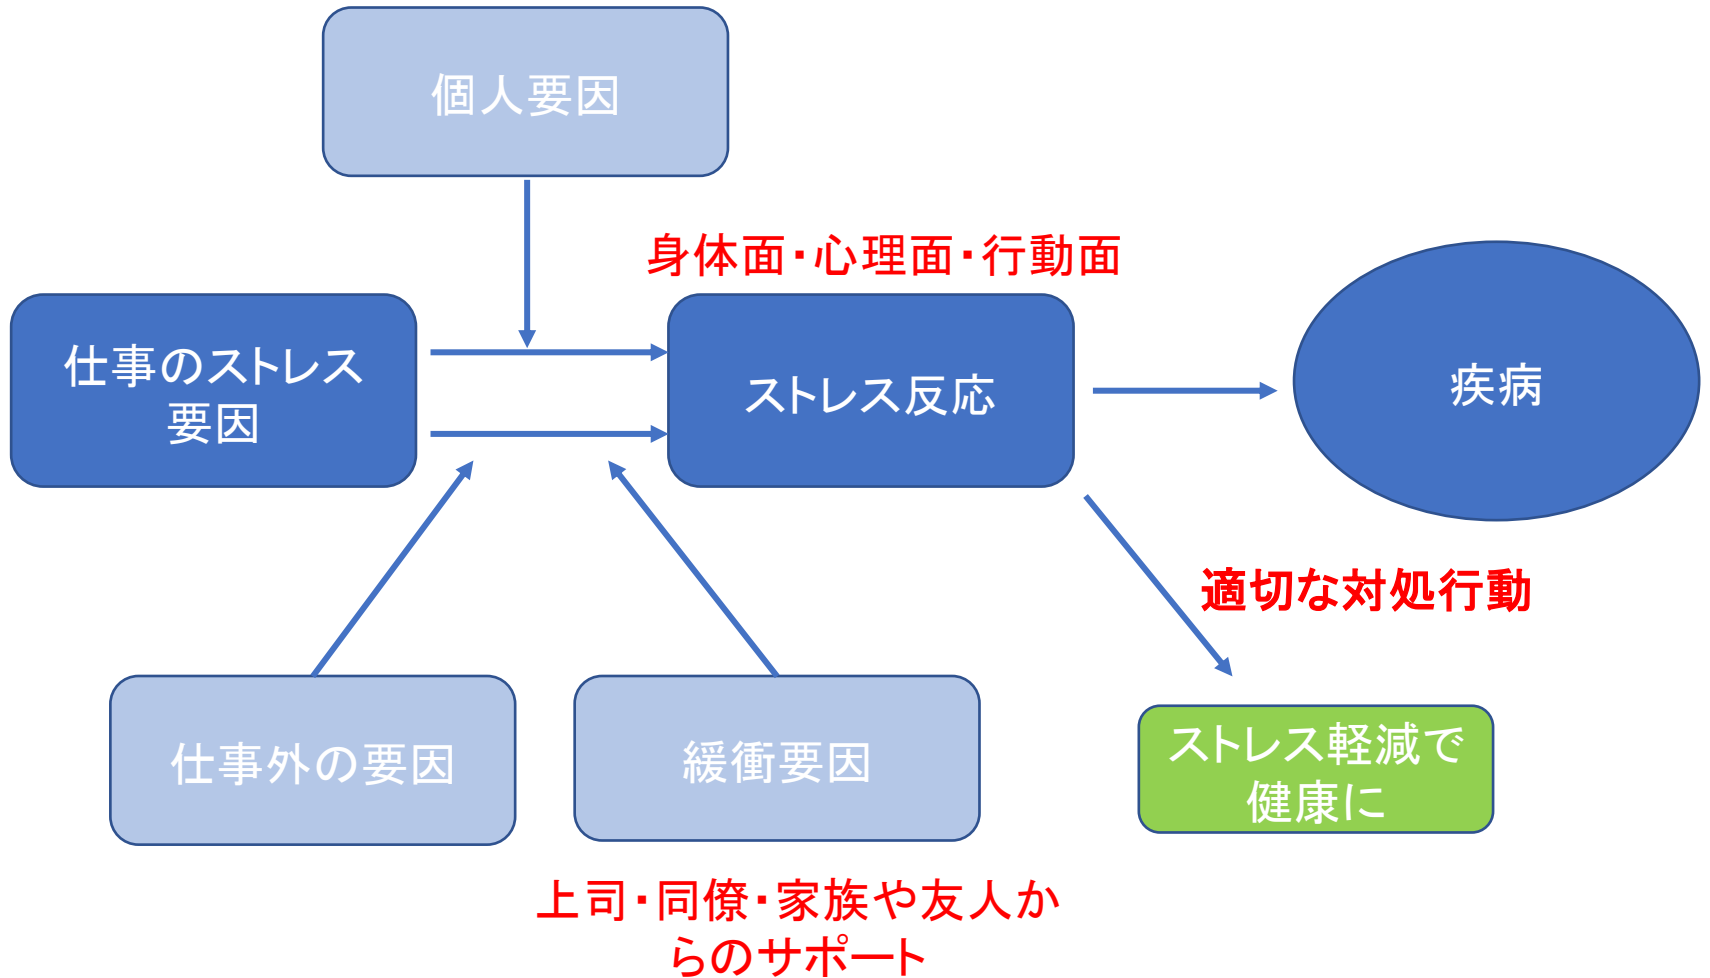 個人要因
身体面・心理面・行動面
仕事のストレス
要因
ストレス反応
疾病
適切な対処行動
仕事外の要因
緩衝要因
ストレス軽減で
健康に
上司・同僚・家族や友人か
らのサポート